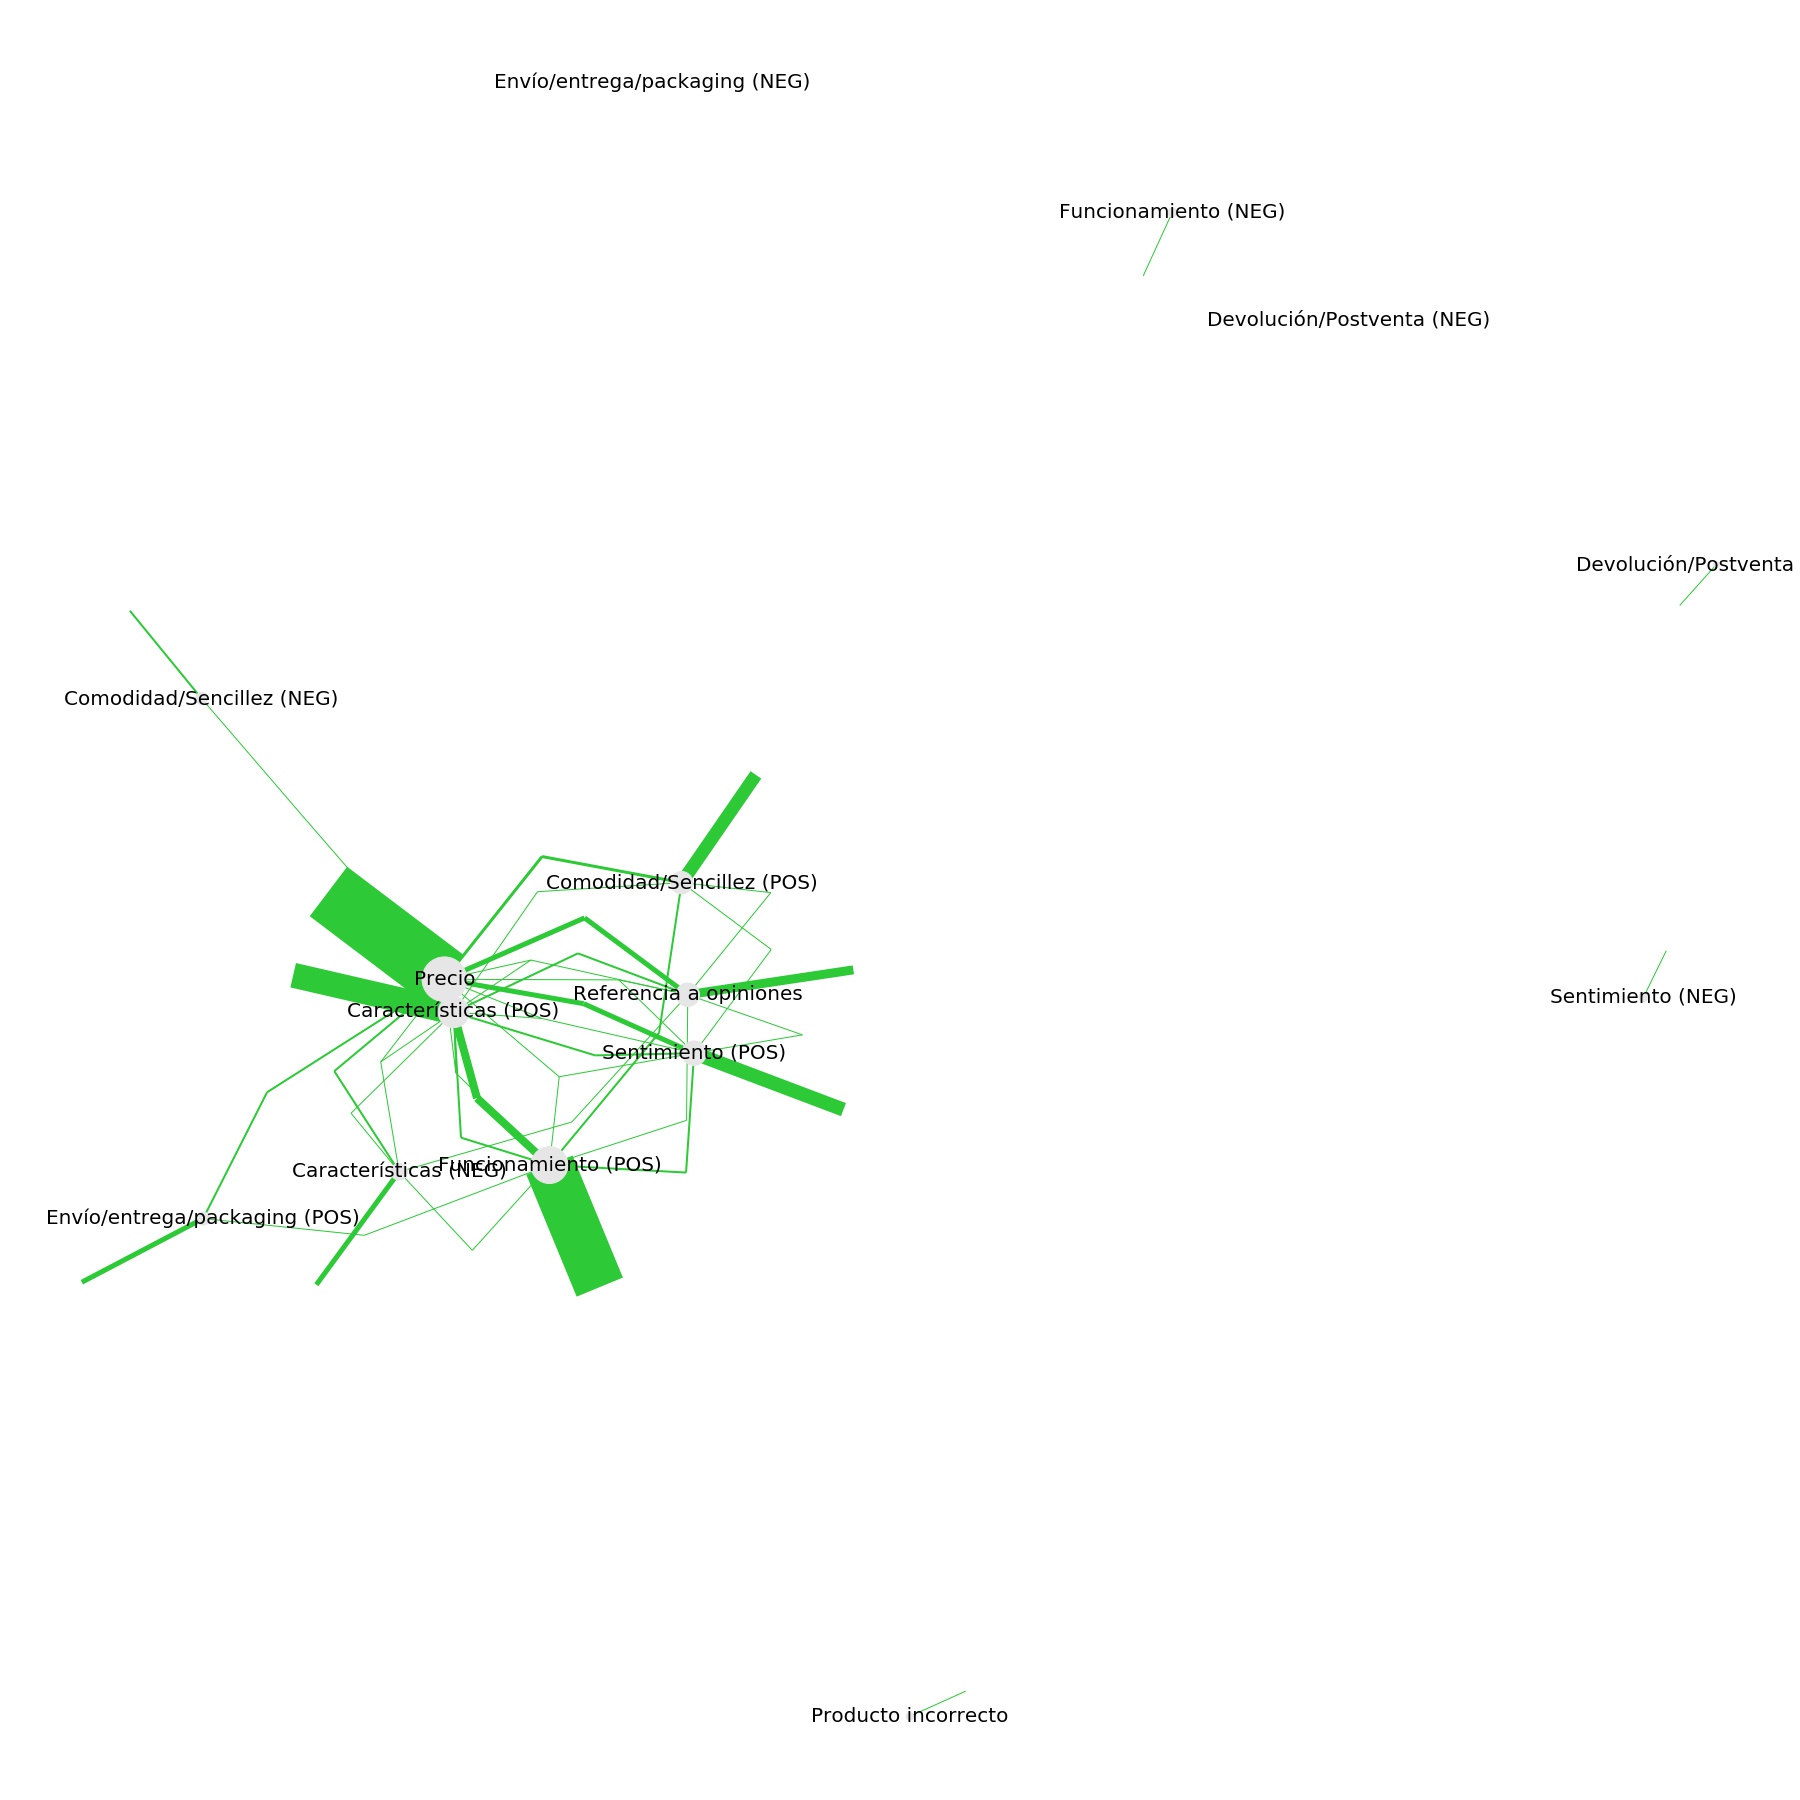 Envío/entrega/packaging (NEG)
Funcionamiento (NEG)
Devolución/Postventa (NEG)
Devolución/Postventa
Comodidad/Sencillez (NEG)
Comodidad/Sencillez (POS)
Precio
Referencia a opiniones
Sentimiento (NEG)
Características (POS)
Sentimiento (POS)
Funcionamiento (POS)
Características (NEG)
Envío/entrega/packaging (POS)
Producto incorrecto